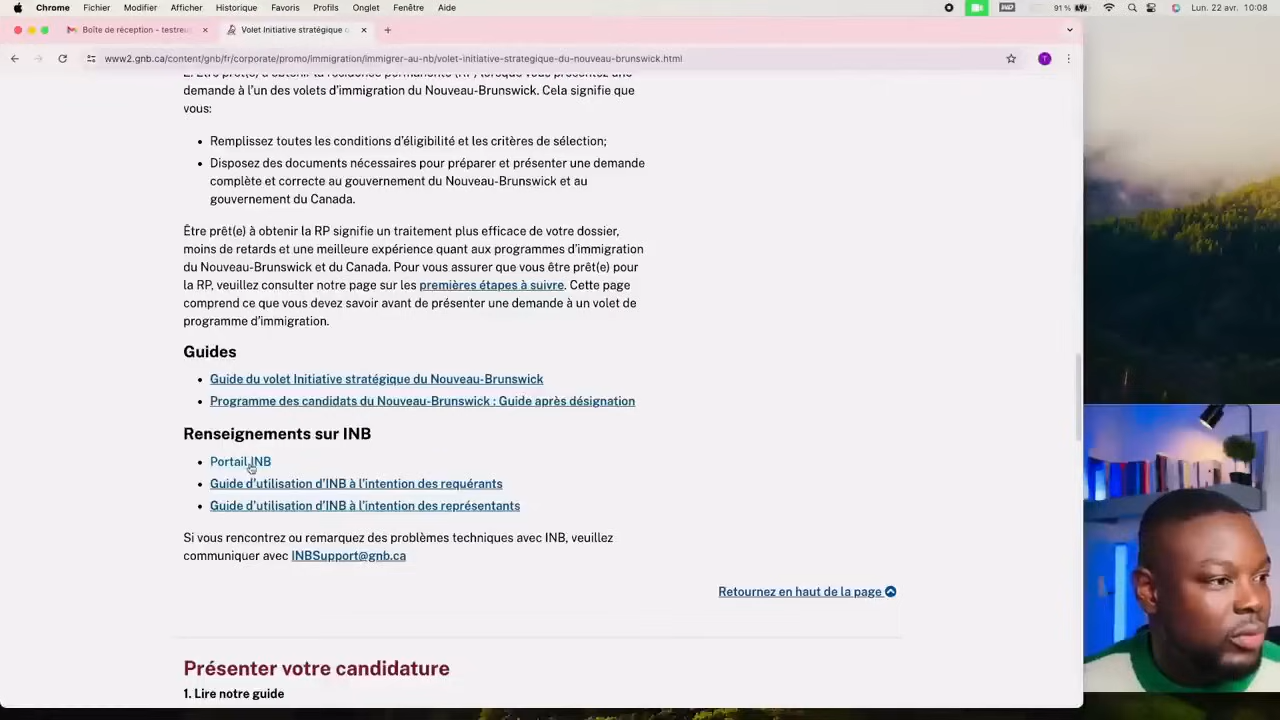 Chrome Fichier Modifier Afficher Historique Favoris Profils Onglet Fenêtre Aide 91 % Lun. 22 avr. 10:08
Boîte de réception - testreu Volet Initiative stratégique
www2.gnb.ca/content/gnb/fr/corporate/promo/immigration/immigrer-au-nb/volet-initiative-strategique-du-nouveau-brunswick.html T
demande à l'un des volets d'immigration du Nouveau-Brunswick. Cela signifie que
vous:
• Remplissez toutes les conditions d'éligibilité et les critères de sélection;
• Disposez des documents nécessaires pour préparer et présenter une demande
complète et correcte au gouvernement du Nouveau-Brunswick et au
gouvernement du Canada.
Être prêt(e) à obtenir la RP signifie un traitement plus efficace de votre dossier,
moins de retards et une meilleure expérience quant aux programmes d'immigration
du Nouveau-Brunswick et du Canada. Pour vous assurer que vous être prêt(e) pour
la RP, veuillez consulter notre page sur les premières étapes à suivre. Cette page
comprend ce que vous devez savoir avant de présenter une demande à un volet de
programme d'immigration.
Guides
• Guide du volet Initiative stratégique du Nouveau-Brunswick
• Programme des candidats du Nouveau-Brunswick : Guide après désignation
Renseignements sur INB
• Portail INB
• Guide d'utilisation d'INB à l'intention des requérants
• Guide d'utilisation d'INB à l'intention des représentants
Si vous rencontrez ou remarquez des problèmes techniques avec INB, veuillez
communiquer avec INBSupport@gnb.ca
Retournez en haut de la page
Présenter votre candidature
1. Lire notre guide